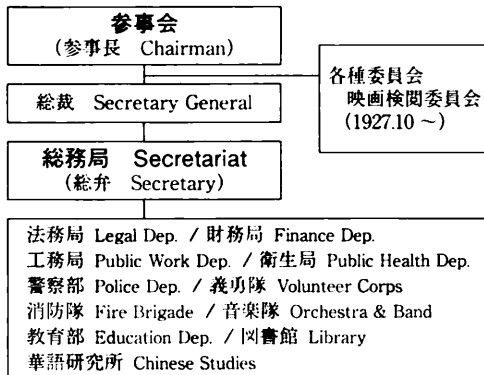 参事会
(参事長 Chairman)
各種委員会
映画検閲委員会
(1927.10 ~)
総裁 Secretary General
総務局 Secretariat
(総弁 Secretary)
法務局 Legal Dep. / 財務局 Finance Dep.
工務局 Public Work Dep. / 衛生局 Public Health Dep.
警察部 Police Dep. / 義勇隊 Volunteer Corps
消防隊 Fire Brigade / 音楽隊 Orchestra & Band
教育部 Education Dep. / 図書館 Library
華語研究所 Chinese Studies